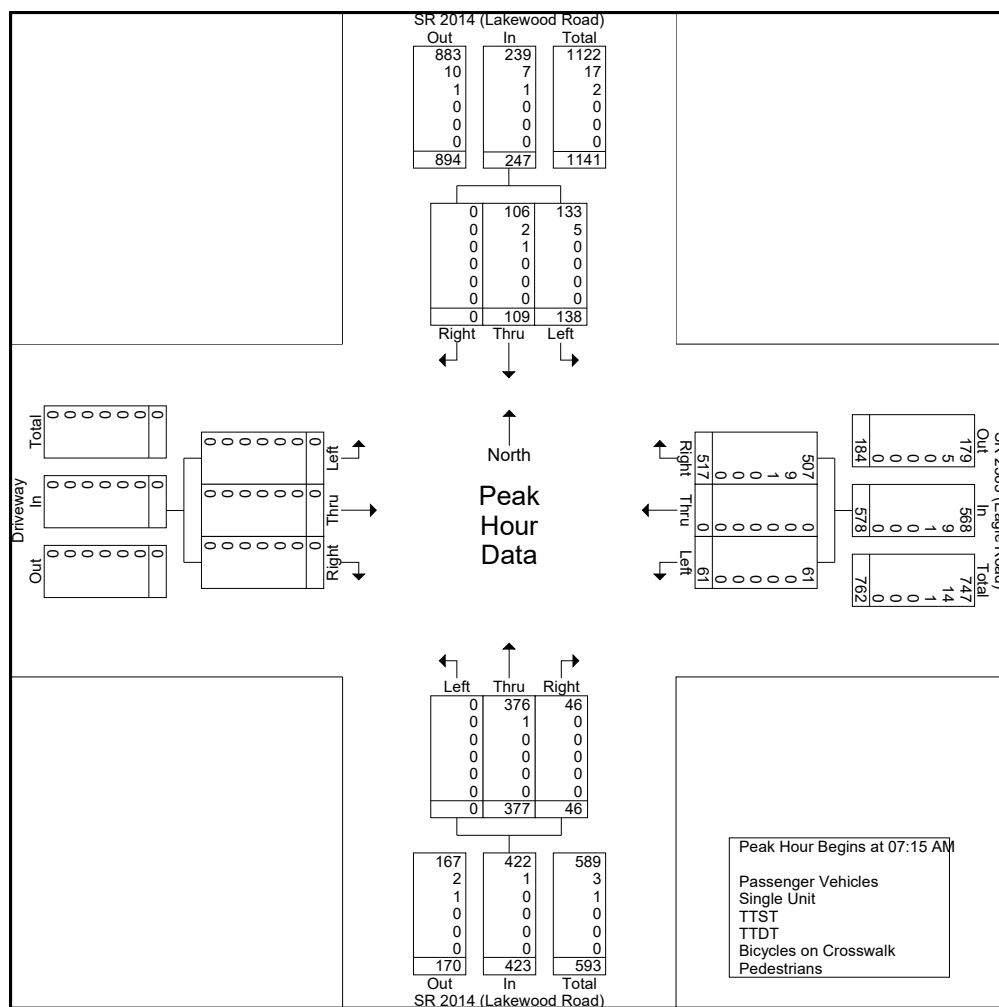 SR 2014 (Lakewood Road)
Out In Total
883 239 1122
10 7 17
1 1 2
0 0 0
0 0 0
0 0 0
894 247 1141
0 106 133
0 2 5
0 1 0
0 0 0
0 0 0
0 0 0
0 109 138
Right Thru Left
Driveway
Total
0 0 0 0 0 0 0
In
0 0 0 0 0 0 0
Out
0 0 0 0 0 0 0
Left
0 0 0 0 0 0 0
Thru
0 0 0 0 0 0 0
Right
0 0 0 0 0 0 0
North
Peak
Hour
Data
Right
507 9 1 0 0 0 517
Thru
0 0 0 0 0 0 0
Left
61 0 0 0 0 0 61
SR (Eagle Road)
Out
179 5 0 0 0 0 184
In
568 9 1 0 0 0 578
Total
747 14 1 0 0 0 762
Left Thru Right
0 376 46
0 1 0
0 0 0
0 0 0
0 0 0
0 0 0
0 377 46
167 422 589
2 1 3
1 0 1
0 0 0
0 0 0
0 0 0
170 423 593
Out In Total
SR 2014 (Lakewood Road)
Peak Hour Begins at 07:15 AM
Passenger Vehicles
Single Unit
TTST
TTDT
Bicycles on Crosswalk
Pedestrians